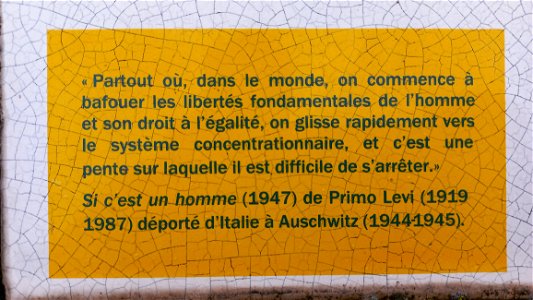 « Partout où, dans le monde, on commence à
bafouer les libertés fondamentales de l'homme
et son droit à l'égalité, on glisse rapidement vers
le système concentrationnaire, et c'est une
pente sur laquelle il est difficile de s'arrêter.»
Si c'est un homme (1947) de Primo Levi (1919
1987) déporté d'Italie à Auschwitz (1944-1945).